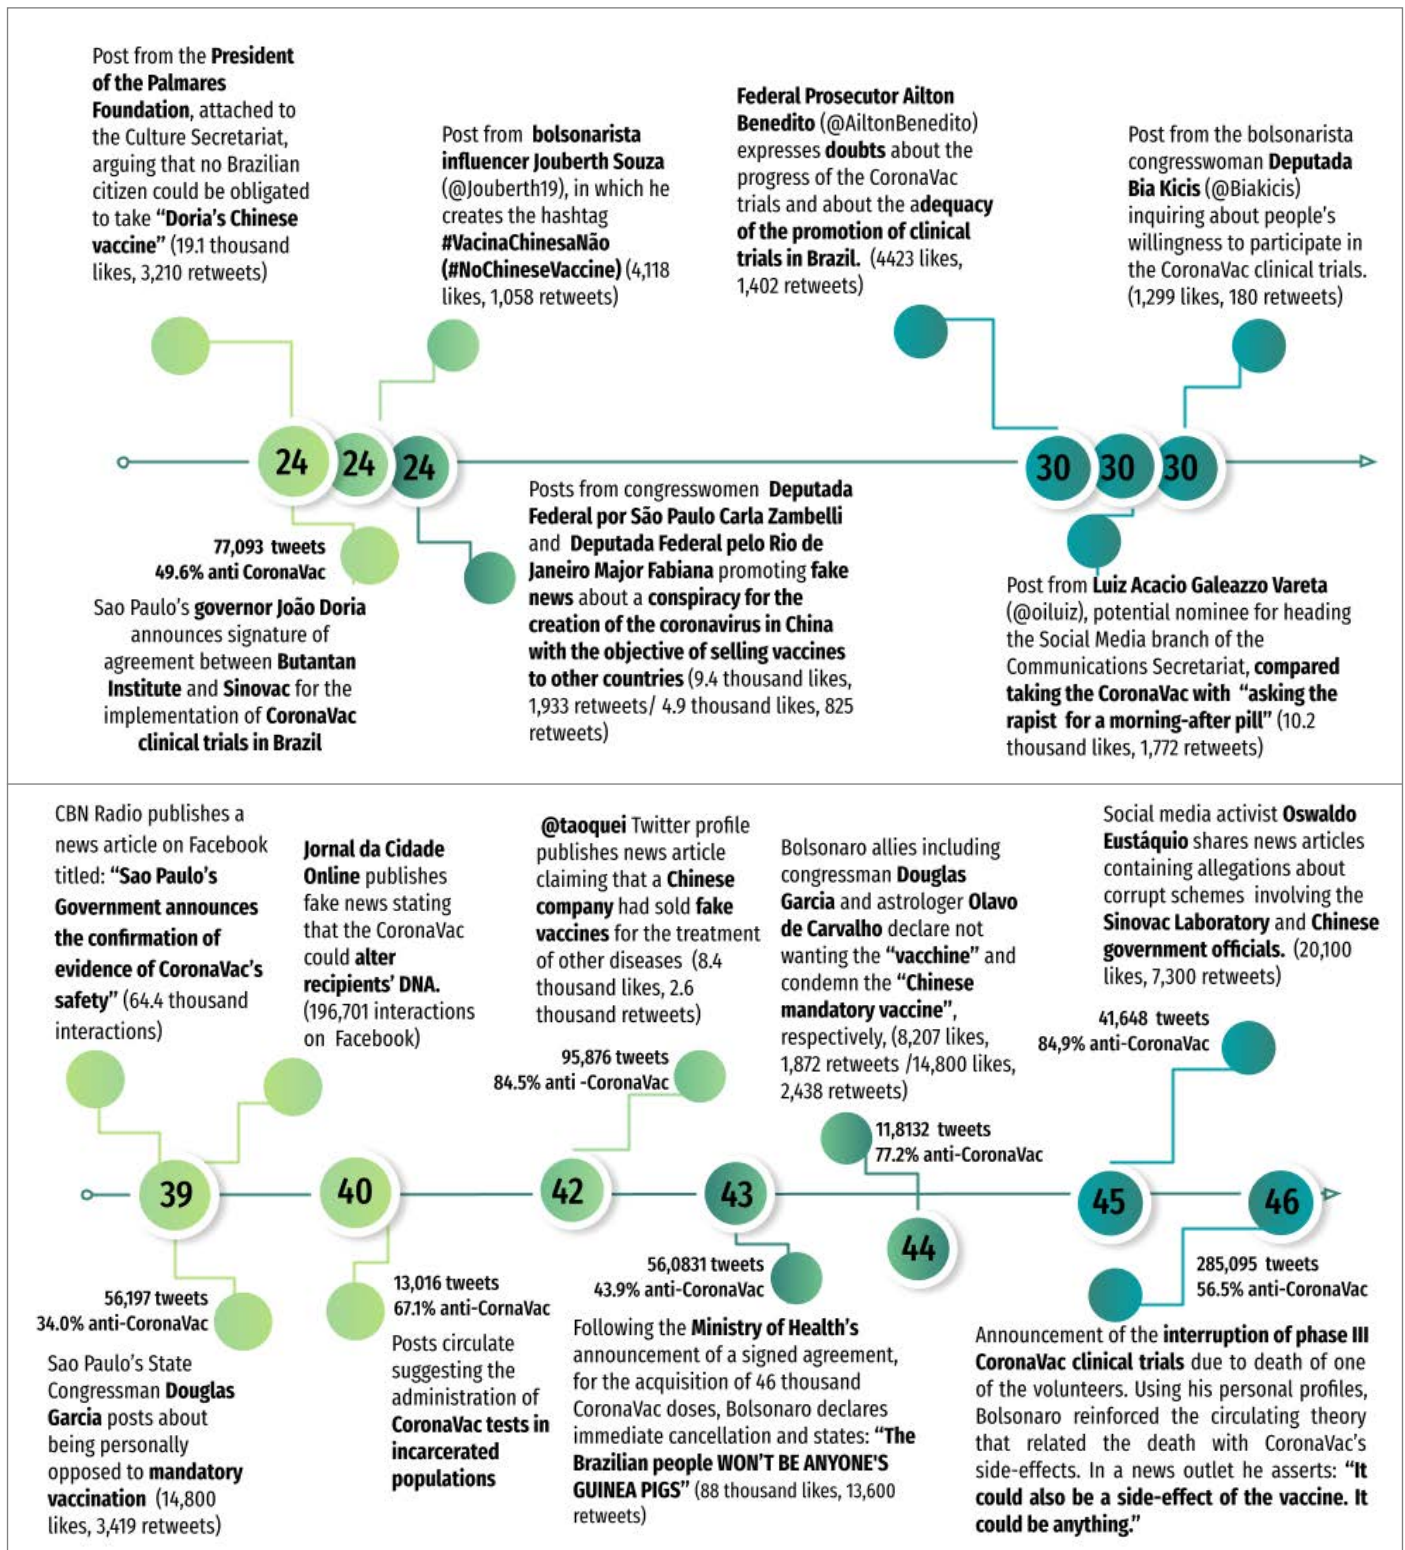 Post from the President
of the Palmares
Foundation, attached to
the Culture Secretariat,
arguing that no Brazilian
citizen could be obligated
to take “Doria’s Chinese
vaccine” (19.1 thousand
likes, 3,210 retweets)
Post from bolsonarista
influencer Jouberth Souza
(@Jouberth19), in which he
creates the hashtag
#VacinaChinesaNão
(#NoChineseVaccine) (4,118
likes, 1,058 retweets)
Federal Prosecutor Ailton
Benedito (@AiltonBenedito)
expresses doubts about the
progress of the CoronaVac
trials and about the adequacy
of the promotion of clinical
trials in Brazil. (4423 likes,
1,402 retweets)
Post from the bolsonarista
congresswoman Deputada
Bia Kicis (@Biakicis)
inquiring about people’s
willingness to participate in
the CoronaVac clinical trials.
(1,299 likes, 180 retweets)
24
24
24
30
30
30
77,093 tweets
49.6% anti CoronaVac
Sao Paulo’s governor João Doria
announces signature of
agreement between Butantan
Institute and Sinovac for the
implementation of CoronaVac
clinical trials in Brazil
Posts from congresswomen Deputada
Federal por São Paulo Carla Zambelli
and Deputada Federal pelo Rio de
Janeiro Major Fabiana promoting fake
news about a conspiracy for the
creation of the coronavirus in China
with the objective of selling vaccines
to other countries (9.4 thousand likes,
1,933 retweets/ 4.9 thousand likes, 825
retweets)
Post from Luiz Acacio Galeazzo Vareta
(@oiluiz), potential nominee for heading
the Social Media branch of the
Communications Secretariat, compared
taking the CoronaVac with “asking the
rapist for a morning-after pill” (10.2
thousand likes, 1,772 retweets)
CBN Radio publishes a
news article on Facebook
titled: “Sao Paulo’s
Government announces
the confirmation of
evidence of CoronaVac’s
safety” (64.4 thousand
interactions)
Jornal da Cidade
Online publishes
fake news stating
that the CoronaVac
could alter
recipients’ DNA.
(196,701 interactions
on Facebook)
@taoquei Twitter profile
publishes news article
claiming that a Chinese
company had sold fake
vaccines for the treatment
of other diseases (8.4
thousand likes, 2.6
thousand retweets)
95,876 tweets
84.5% anti -CoronaVac
Bolsonaro allies including
congressman Douglas
Garcia and astrologer Olavo
de Carvalho declare not
wanting the “vacchine” and
condemn the “Chinese
mandatory vaccine”,
respectively, (8,207 likes,
1,872 retweets /14,800 likes,
2,438 retweets)
11,8132 tweets
77.2% anti-CoronaVac
Social media activist Oswaldo
Eustáquio shares news articles
containing allegations about
corrupt schemes involving the
Sinovac Laboratory and Chinese
government officials. (20,100
likes, 7,300 retweets)
41,648 tweets
84,9% anti-CoronaVac
39
40
42
43
44
45
46
56,197 tweets
34.0% anti-CoronaVac
Sao Paulo’s State
Congressman Douglas
Garcia posts about
being personally
opposed to mandatory
vaccination (14,800
likes, 3,419 retweets)
13,016 tweets
67.1% anti-CornaVac
Posts circulate
suggesting the
administration of
CoronaVac tests in
incarcerated
populations
56,0831 tweets
43.9% anti-CoronaVac
Following the Ministry of Health’s
announcement of a signed agreement,
for the acquisition of 46 thousand
CoronaVac doses, Bolsonaro declares
immediate cancellation and states: “The
Brazilian people WON’T BE ANYONE'S
GUINEA PIGS” (88 thousand likes, 13,600
retweets)
285,095 tweets
56.5% anti-CoronaVac
Announcement of the interruption of phase III
CoronaVac clinical trials due to death of one
of the volunteers. Using his personal profiles,
Bolsonaro reinforced the circulating theory
that related the death with CoronaVac’s
side-effects. In a news outlet he asserts: “It
could also be a side-effect of the vaccine. It
could be anything.”